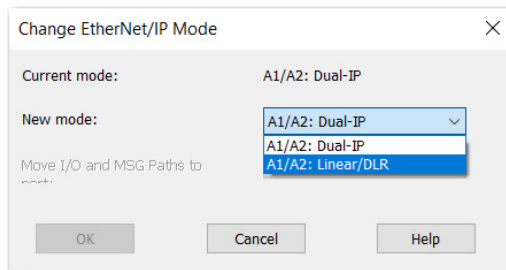 Change EtherNet/IP Mode
Current mode: A1/A2: Dual-IP
New mode: A1/A2: Dual-IP
A1/A2: Dual-IP
A1/A2: Linear/DLR
Move I/O and MSG Paths to
OK Cancel Help